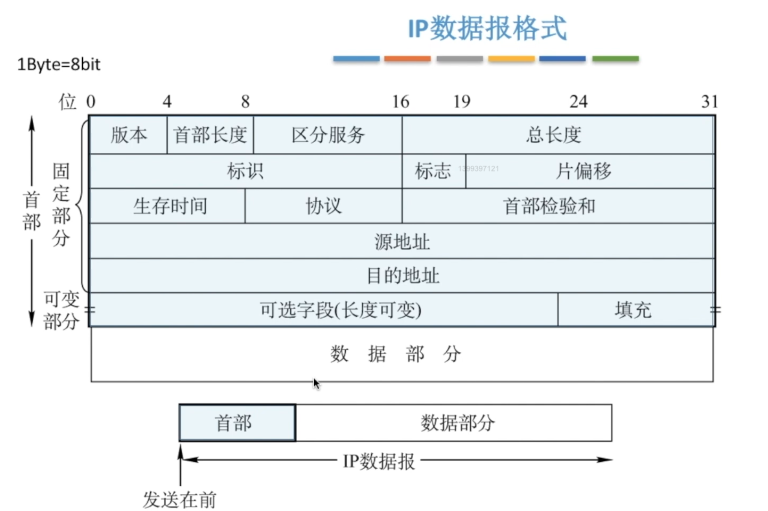 IP数据报格式
1Byte=8bit
位 0 4 8 16 19 24 31
版本 首部长度 区分服务 总长度
标识 标志 片偏移
生存时间 协议 首部检验和
源地址
目的地址
可选字段(长度可变) 填充
首部
固定部分
可变部分
数据部分
首部 数据部分
IP数据报
发送在前